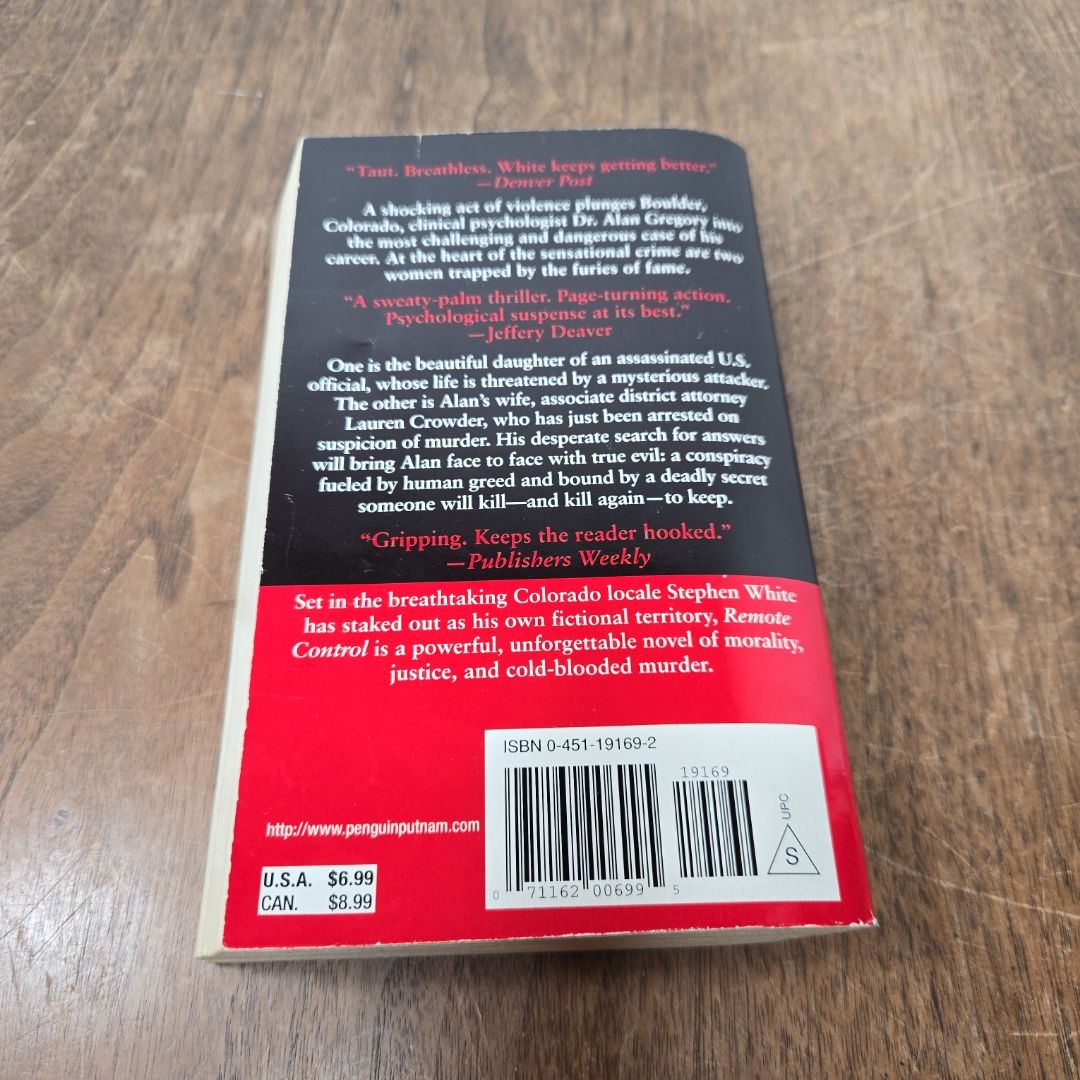 “Taut. Breathless. White keeps getting better.”
—Denver Post
A shocking act of violence plunges Boulder,
Colorado, clinical psychologist Dr. Alan Gregory into
the most challenging and dangerous case of his
career. At the heart of the sensational crime are two
women trapped by the furies of fame.
“A sweaty-palm thriller. Page-turning action.
Psychological suspense at its best.”
—Jeffery Deaver
One is the beautiful daughter of an assassinated U.S.
official, whose life is threatened by a mysterious attacker.
The other is Alan’s wife, associate district attorney
Lauren Crowder, who has just been arrested on
suspicion of murder. His desperate search for answers
will bring Alan face to face with true evil: a conspiracy
fueled by human greed and bound by a deadly secret
someone will kill—and kill again—to keep.
“Gripping. Keeps the reader hooked.”
—Publishers Weekly
Set in the breathtaking Colorado locale Stephen White
has staked out as his own fictional territory, Remote
Control is a powerful, unforgettable novel of morality,
justice, and cold-blooded murder.
ISBN 0-451-19169-2
19169
UPC
S
0 71162 00699 5
http://www.penguinputnam.com
U.S.A. $6.99
CAN. $8.99